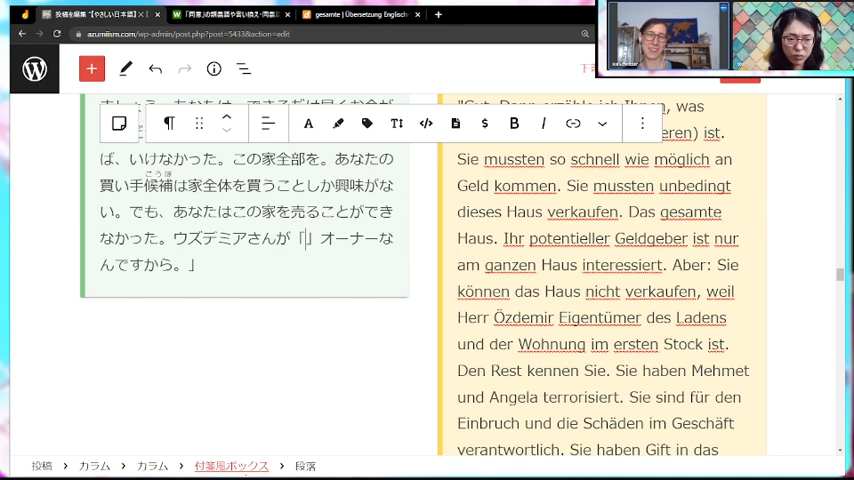 投稿を編集 "【やさしい日本語】
「同意」の類義語や言い換え・同義語
gesamte | Übersetzung Englisch-
azumiism.com/wp-admin/post.php?post=5433&action=edit
ば、いけなかった。この家全部を。あなたの
こうほ
買い手候補は家全体を買うことしか興味がな
い。でも、あなたはこの家を売ることができ
なかった。ウズデミアさんが「」オーナーな
んですから。」
"Gut. Dann erzähle ich Ihnen, was
eren) ist.
Sie mussten so schnell wie möglich an
Geld kommen. Sie mussten unbedingt
dieses Haus verkaufen. Das gesamte
Haus. Ihr potentieller Geldgeber ist nur
am ganzen Haus interessiert. Aber: Sie
können das Haus nicht verkaufen, weil
Herr Özdemir Eigentümer des Ladens
und der Wohnung im ersten Stock ist.
Den Rest kennen Sie. Sie haben Mehmet
und Angela terrorisiert. Sie sind für den
Einbruch und die Schäden im Geschäft
verantwortlich. Sie haben Gift in das
投稿 > カラム > カラム > 付箋風ボックス > 段落